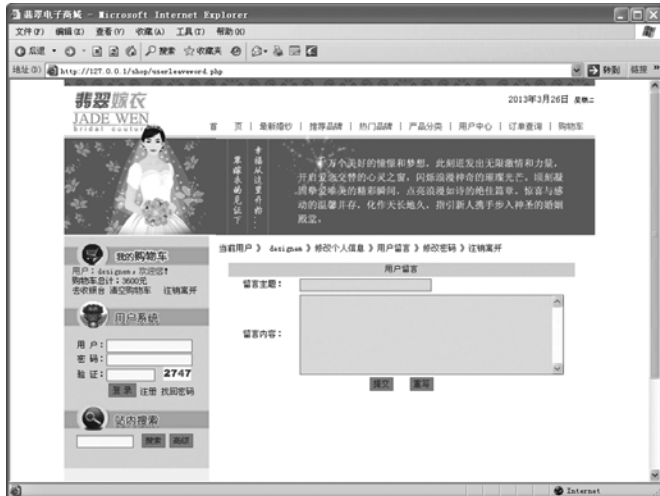 翡翠电子商城 - Microsoft Internet Explorer
文件(F) 编辑(E) 查看(V) 收藏(A) 工具(T) 帮助(H)
后退 搜索 收藏夹
地址(D) http://127.0.0.1/shop/userleaveword.php 转到 链接 »
翡翠嫁衣
JADE WEN
bridal couture
2013年3月26日 星期二
首 页 | 最新婚纱 | 推荐品牌 | 热门品牌 | 产品分类 | 用户中心 | 订单查询 | 购物车
幸福从这里开始
翠嫁衣的见证下
千万个美好的憧憬和梦想，此刻迸发出无限激情和力量，
开启爱意交替的心灵之窗，闪烁浪漫神奇的璀璨光芒。顷刻凝
固挚爱唯美的精彩瞬间，点亮浪漫如诗的绝佳篇章。惊喜与感
动的温馨并存，化作天长地久，指引新人携手步入神圣的婚姻
殿堂。
我的购物车
用户：designem，欢迎您！
购物车总计：3600元
去收银台 清空购物车 注销离开
用户系统
用 户：
密 码：
验 证： 2747
登录 注册 找回密码
站内搜索
搜索 高级
当前用户 》 designem 》修改个人信息 》用户留言 》修改密码 》注销离开
用户留言
留言主题：
留言内容：
提交 重写
Internet